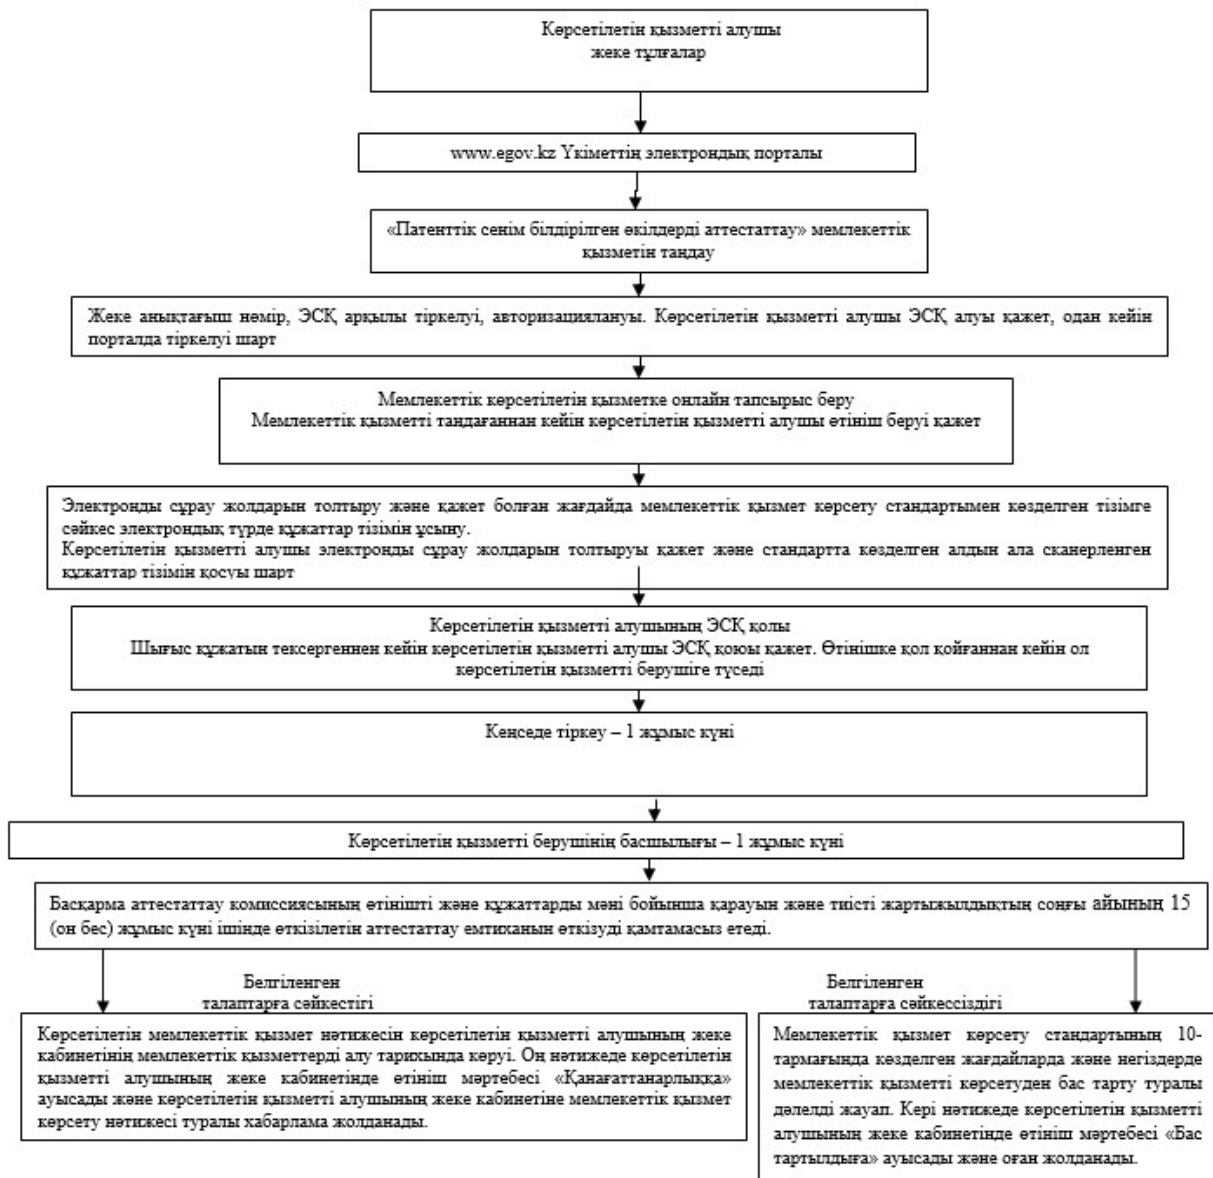 Көрсетілетін қызметті алушы
жеке тұлғалар
www.egov.kz Үкіметтің электрондық порталы
«Патенттік сенім білдірілген өкілдерді аттестаттау» мемлекеттік
қызметін таңдау
Жеке анықтағыш нөмір, ЭСҚ арқылы тіркелуі, авторизациялануы. Көрсетілетін қызметті алушы ЭСҚ алуы қажет, одан кейін
порталда тіркелуі шарт
Мемлекеттік көрсетілетін қызметке онлайн тапсырыс беру
Мемлекеттік қызметті таңдағаннан кейін көрсетілетін қызметті алушы өтініш беруі қажет
Электронды сұрау жолдарын толтыру және қажет болған жағдайда мемлекеттік қызмет көрсету стандартымен көзделген тізімге
сәйкес электрондық түрде құжаттар тізімін ұсыну.
Көрсетілетін қызметті алушы электронды сұрау жолдарын толтыруы қажет және стандартта көзделген алдын ала сканерленген
құжаттар тізімін қосуы шарт
Көрсетілетін қызметті алушының ЭСҚ қолы
Шығыс құжатын тексергеннен кейін көрсетілетін қызметті алушы ЭСҚ қоюы қажет. Өтінішке қол қойғаннан кейін ол
көрсетілетін қызметті берушіге түседі
Кеңседе тіркеу – 1 жұмыс күні
Көрсетілетін қызметті берушінің басшылығы – 1 жұмыс күні
Басқарма аттестаттау комиссиясының өтінішті және құжаттарды мәні бойынша қарауын және тиісті жартыжылдықтың соңғы айының 15
(он бес) жұмыс күні ішінде өткізілетін аттестаттау емтиханын өткізуді қамтамасыз етеді.
Белгіленген
талаптарға сәйкестігі
Белгіленген
талаптарға сәйкессіздігі
Көрсетілетін мемлекеттік қызмет нәтижесін көрсетілетін қызметті алушының жеке
кабинетінің мемлекеттік қызметтерді алу тарихында көруі. Оң нәтижеде көрсетілетін
қызметті алушының жеке кабинетінде өтініш мәртебесі «Қанағаттанарлыққа»
ауысады және көрсетілетін қызметті алушының жеке кабинетіне мемлекеттік қызмет
көрсету нәтижесі туралы хабарлама жолданады.
Мемлекеттік қызмет көрсету стандартының 10-
тармағында көзделген жағдайларда және негіздерде
мемлекеттік қызметті көрсетуден бас тарту туралы
дәлелді жауап. Кері нәтижеде көрсетілетін қызметті
алушының жеке кабинетінде өтініш мәртебесі «Бас
тартылдыға» ауысады және оған жолданады.